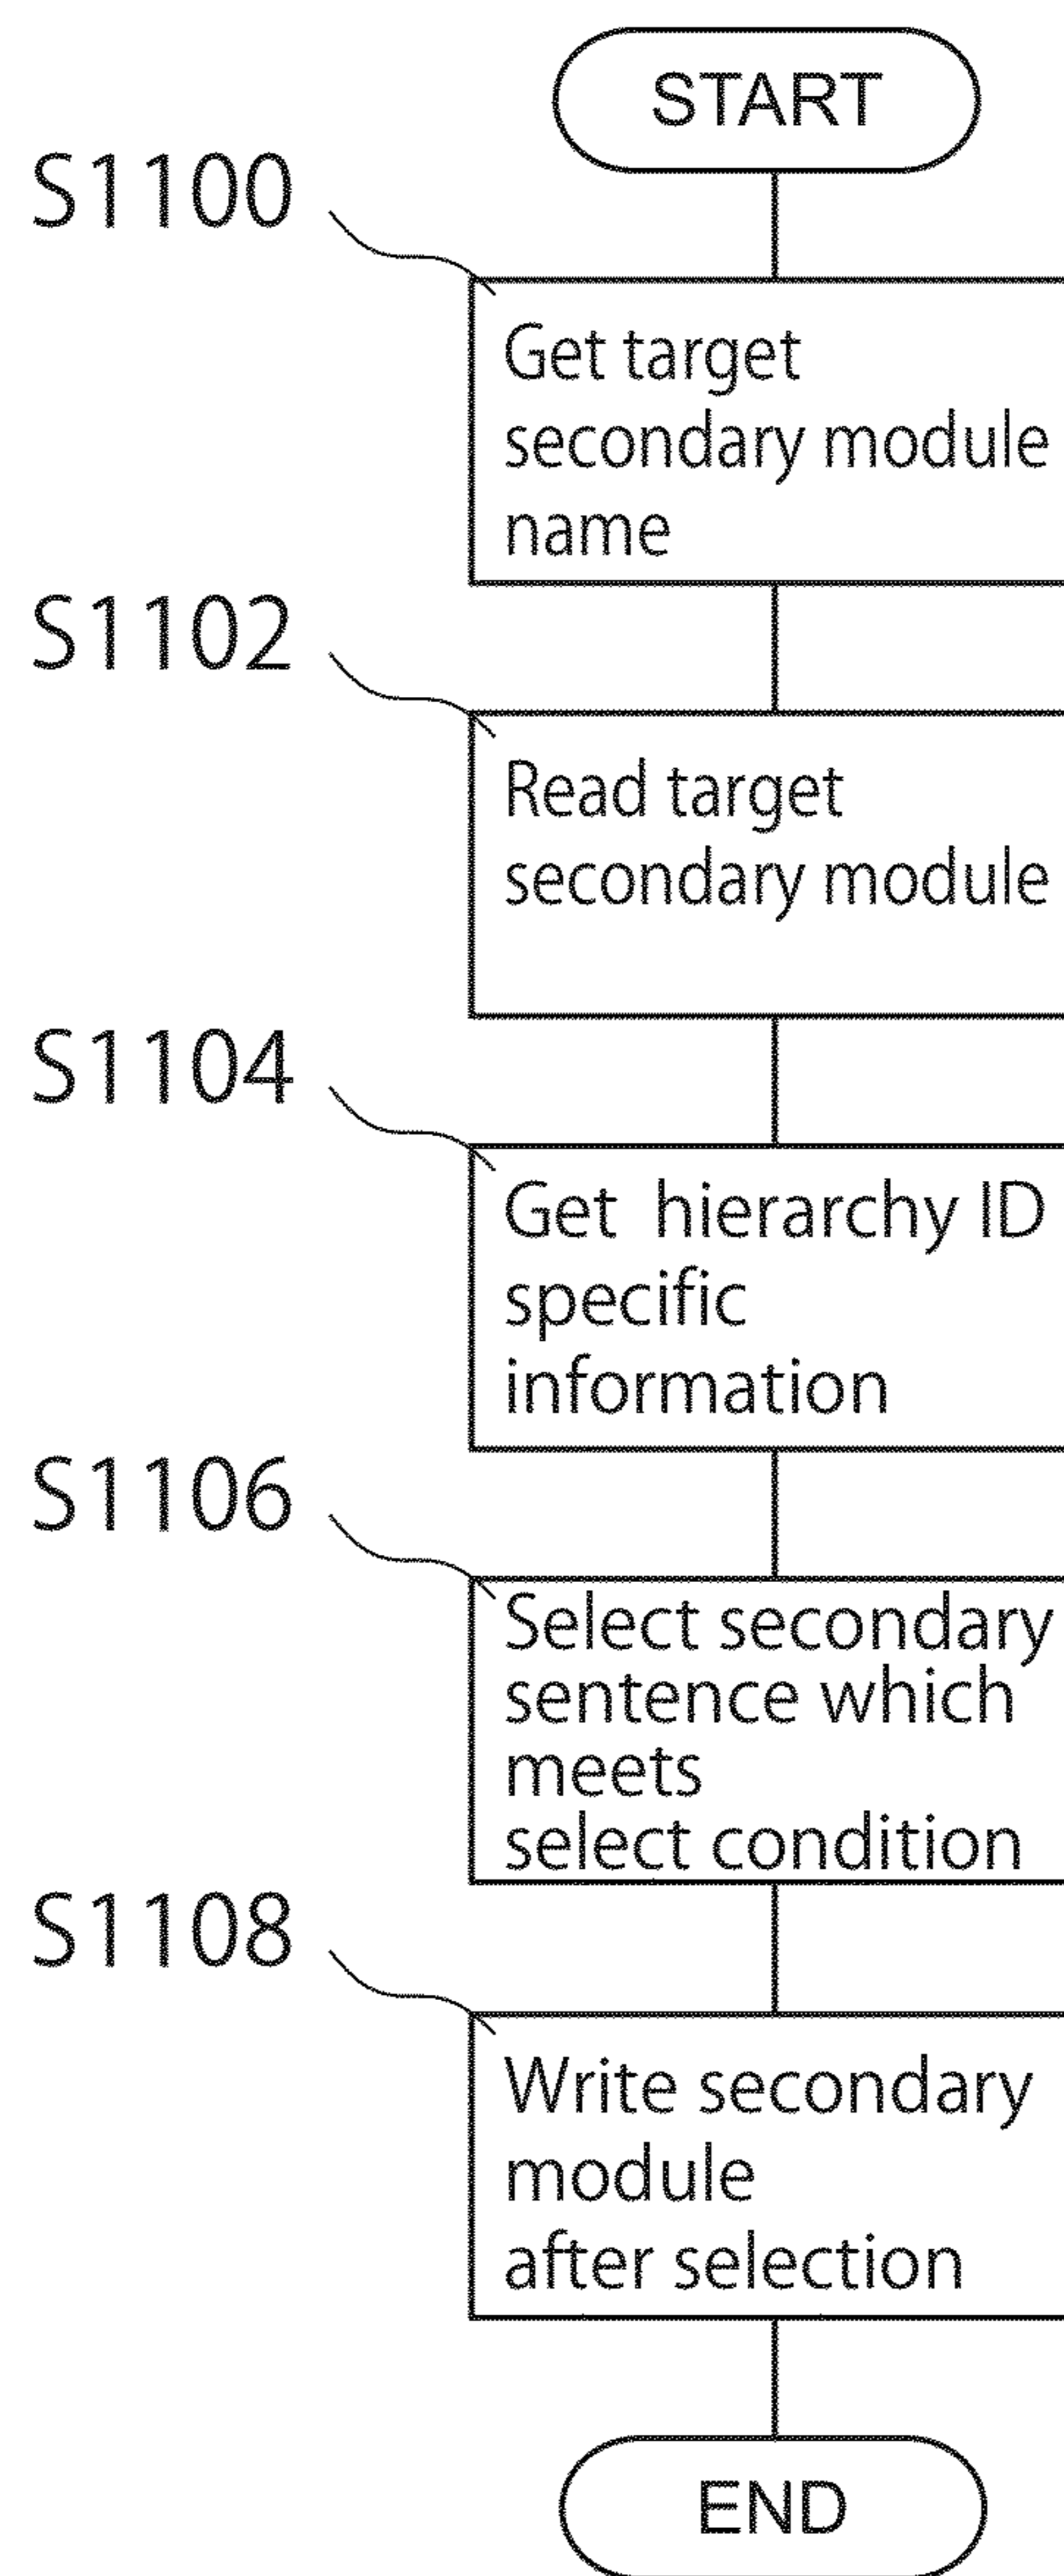 START
S1100
Get target
secondary module
name
S1102
Read target
secondary module
S1104
Get hierarchy ID
specific
information
S1106
Select secondary
sentence which
meets
select condition
S1108
Write secondary
module
after selection
END